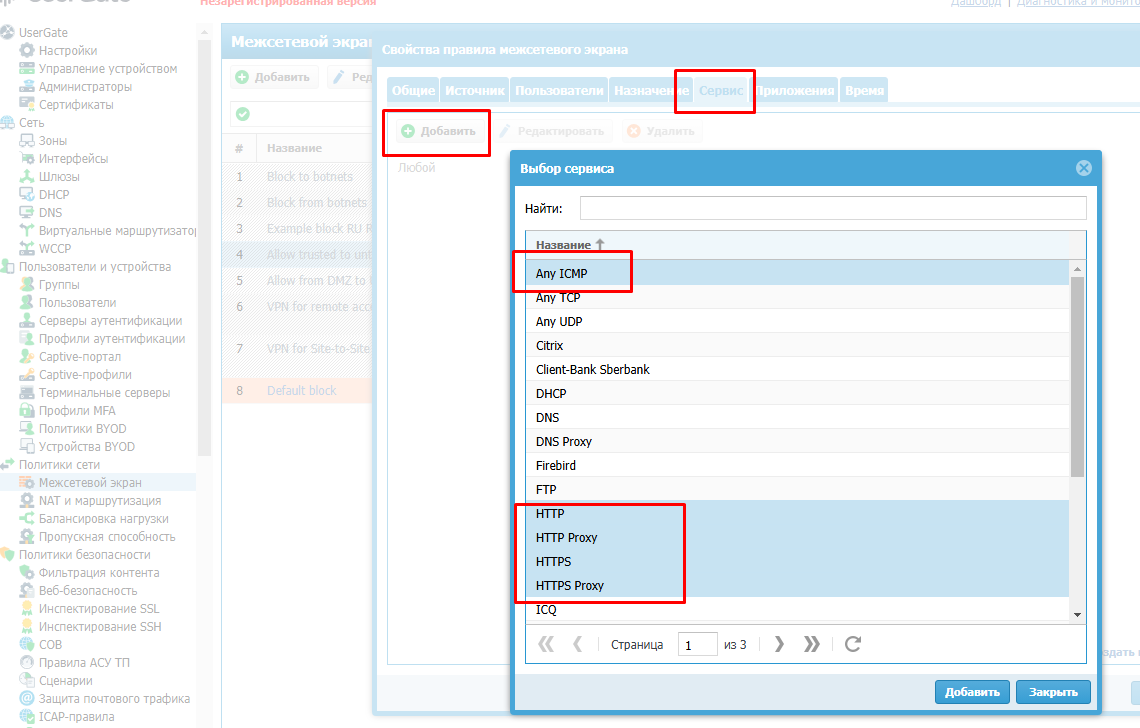 UserGate
Незарегистрированная версия
Дашборд | Диагностика и монито
UserGate
Настройки
Управление устройством
Администраторы
Сертификаты
Сеть
Зоны
Интерфейсы
Шлюзы
DHCP
DNS
Виртуальные маршрутизатор
WCCP
Пользователи и устройства
Группы
Пользователи
Серверы аутентификации
Профили аутентификации
Captive-портал
Captive-профили
Терминальные серверы
Профили MFA
Политики BYOD
Устройства BYOD
Политики сети
Межсетевой экран
NAT и маршрутизация
Балансировка нагрузки
Пропускная способность
Политики безопасности
Фильтрация контента
Веб-безопасность
Инспектирование SSL
Инспектирование SSH
СОВ
Правила АСУ ТП
Сценарии
Защита почтового трафика
ICAP-правила
Межсетевой экран
Добавить Ред
# Название
1 Block to botnets
2 Block from botnets
3 Example block RU R
4 Allow trusted to unt
5 Allow from DMZ to
6 VPN for remote acce
7 VPN for Site-to-Site
8 Default block
Свойства правила межсетевого экрана
Общие Источник Пользователи Назначение Сервис Приложения Время
Добавить Редактировать Удалить
Любой
Выбор сервиса
Найти:
Название
Any ICMP
Any TCP
Any UDP
Citrix
Client-Bank Sberbank
DHCP
DNS
DNS Proxy
Firebird
FTP
HTTP
HTTP Proxy
HTTPS
HTTPS Proxy
ICQ
Страница 1 из 3
здать
Добавить Закрыть